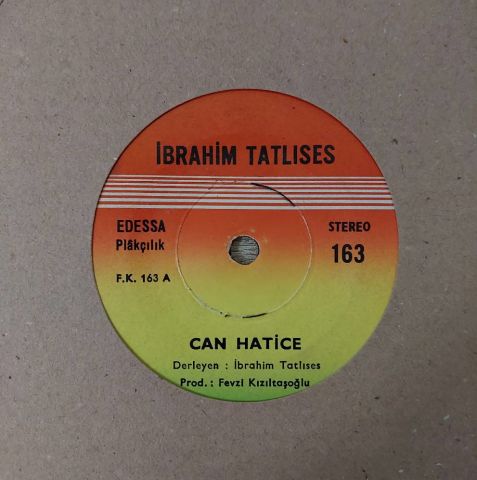 İBRAHİM TATLISES
EDESSA
Plâkçılık
STEREO
163
F.K. 163 A
CAN HATİCE
Derleyen : İbrahim Tatlıses
Prod. : Fevzi Kızıltaşoğlu